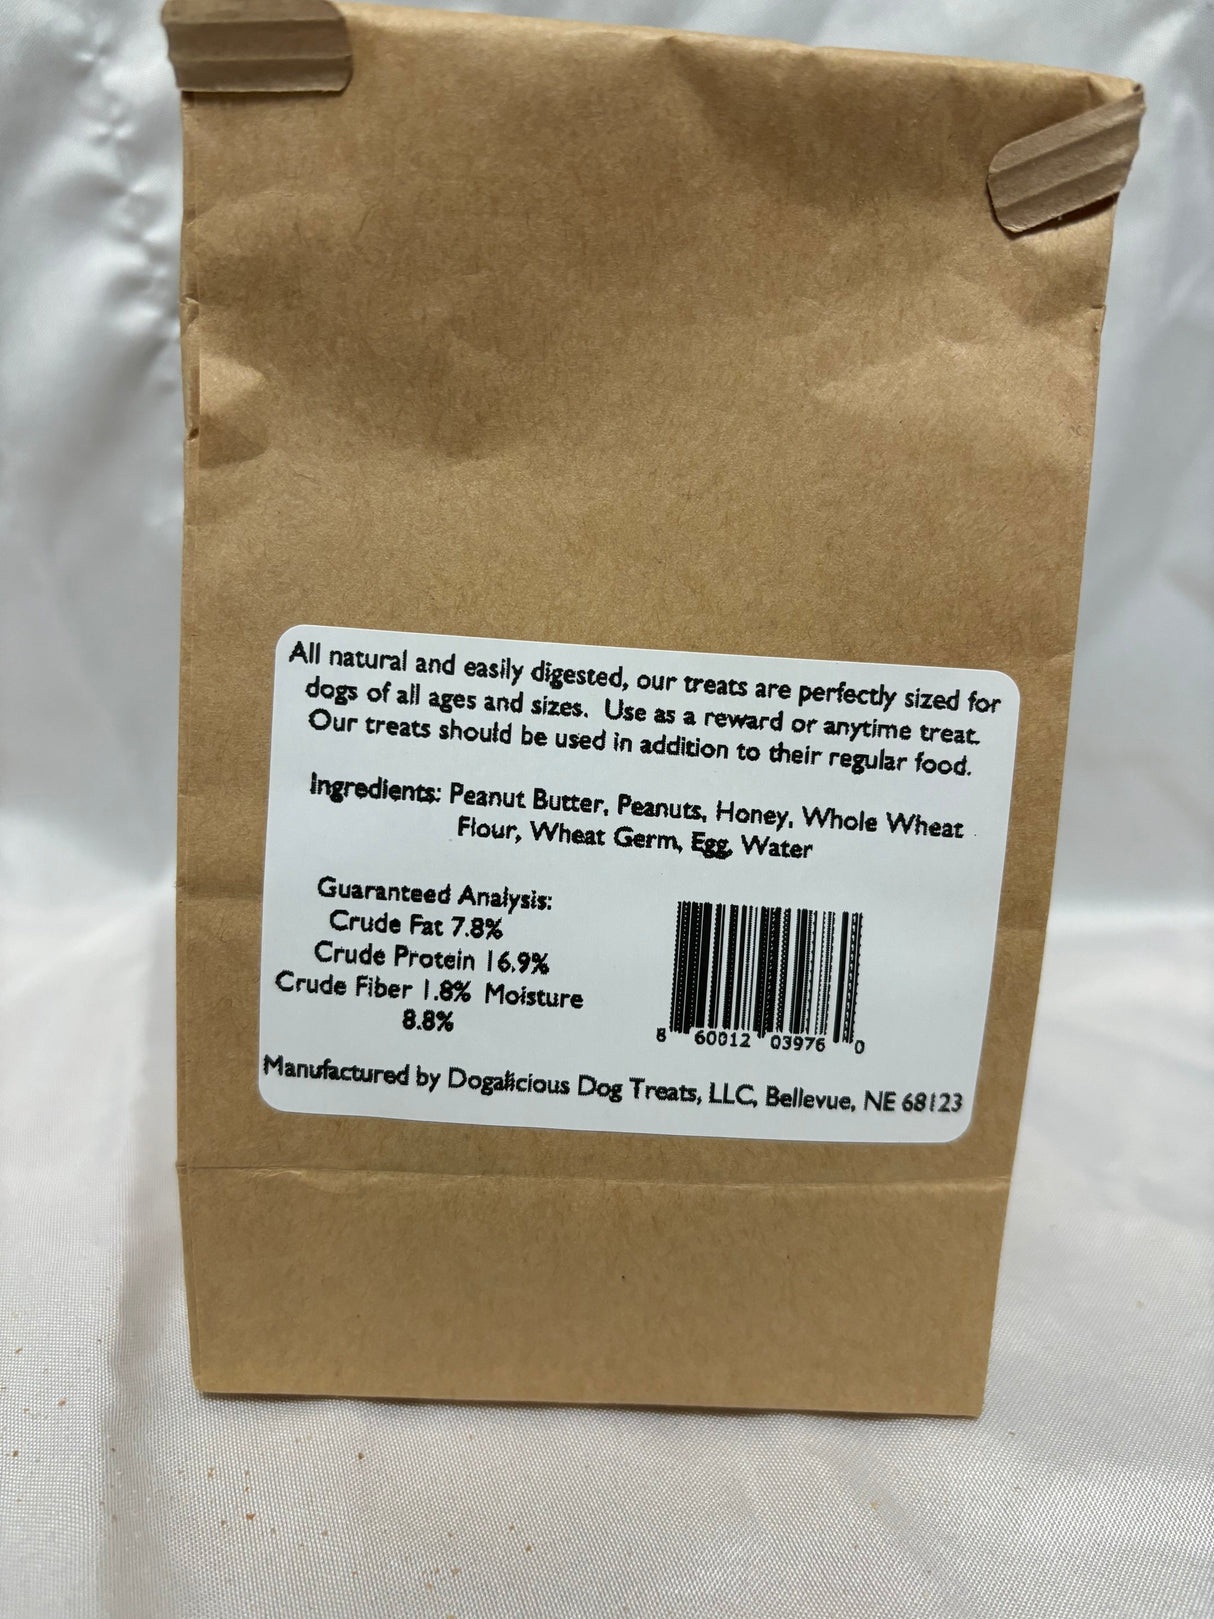 All natural and easily digested, our treats are perfectly sized for
dogs of all ages and sizes.  Use as a reward or anytime treat.
Our treats should be used in addition to their regular food.
Ingredients: Peanut Butter, Peanuts, Honey, Whole Wheat
Flour, Wheat Germ, Egg, Water
Guaranteed Analysis:
Crude Fat 7.8%
Crude Protein 16.9%
Crude Fiber 1.8%  Moisture
8.8%
8 60012 03976 0
Manufactured by Dogalicious Dog Treats, LLC, Bellevue, NE 68123